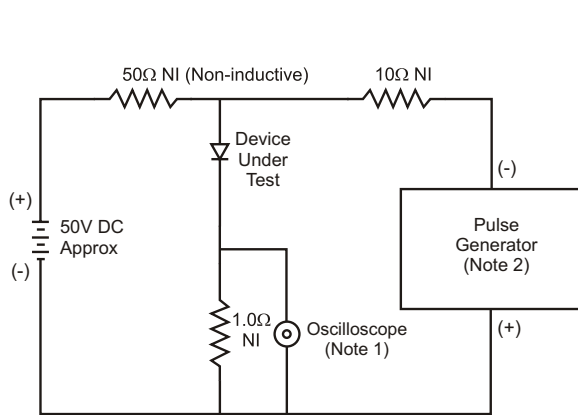 50Ω NI (Non-inductive)
10Ω NI
Device
Under
Test
(-)
(+)
50V DC
Approx
(-)
Pulse
Generator
(Note 2)
1.0Ω
NI
Oscilloscope
(Note 1)
(+)